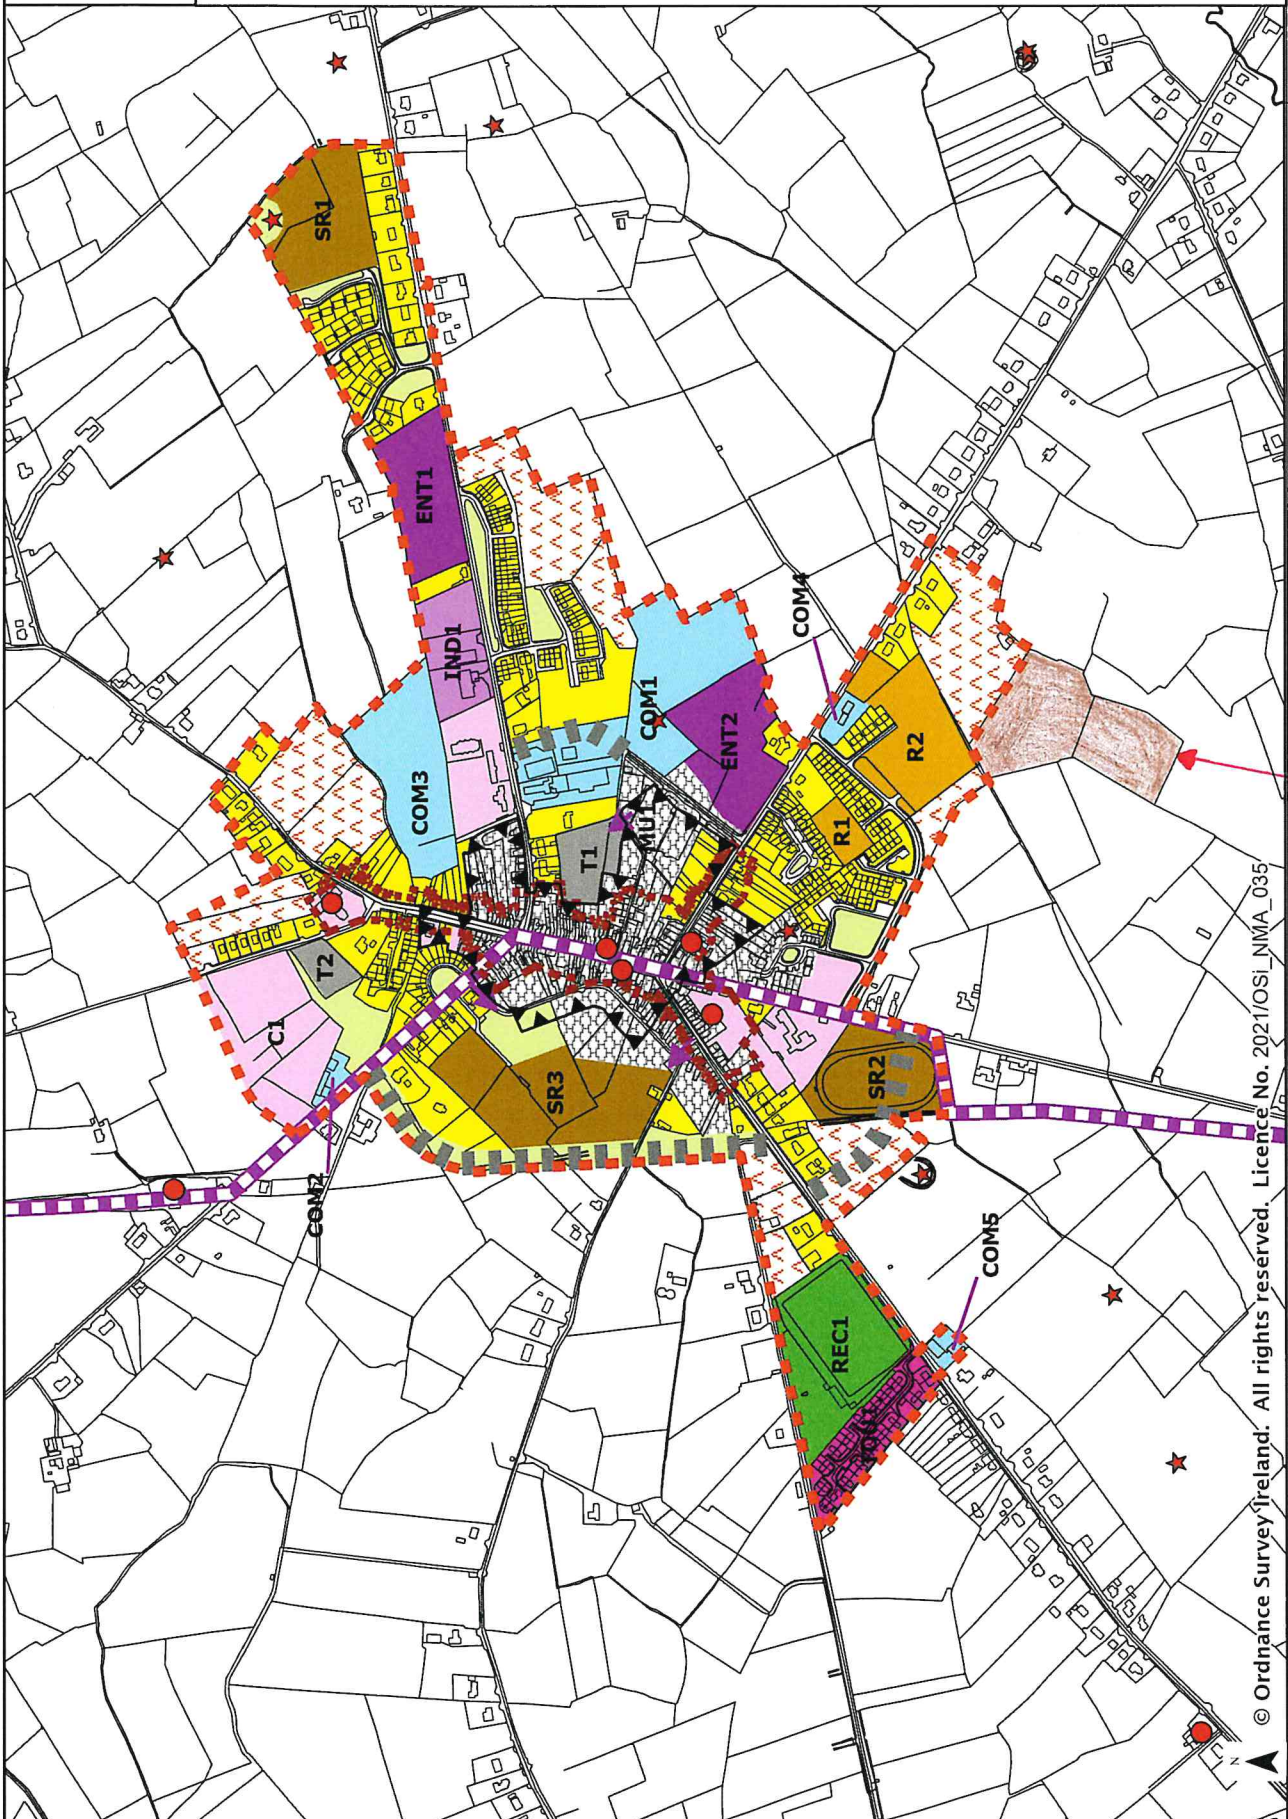 C1
COM2
T2
SR1
COM3
ENT1
IND1
SR3
T1
MU1
COM1
ENT2
COM4
REC1
R1
SR2
R2
COM5
N
© Ordnance Survey Ireland. All rights reserved. Licence No. 2021/OSi_NMA_035